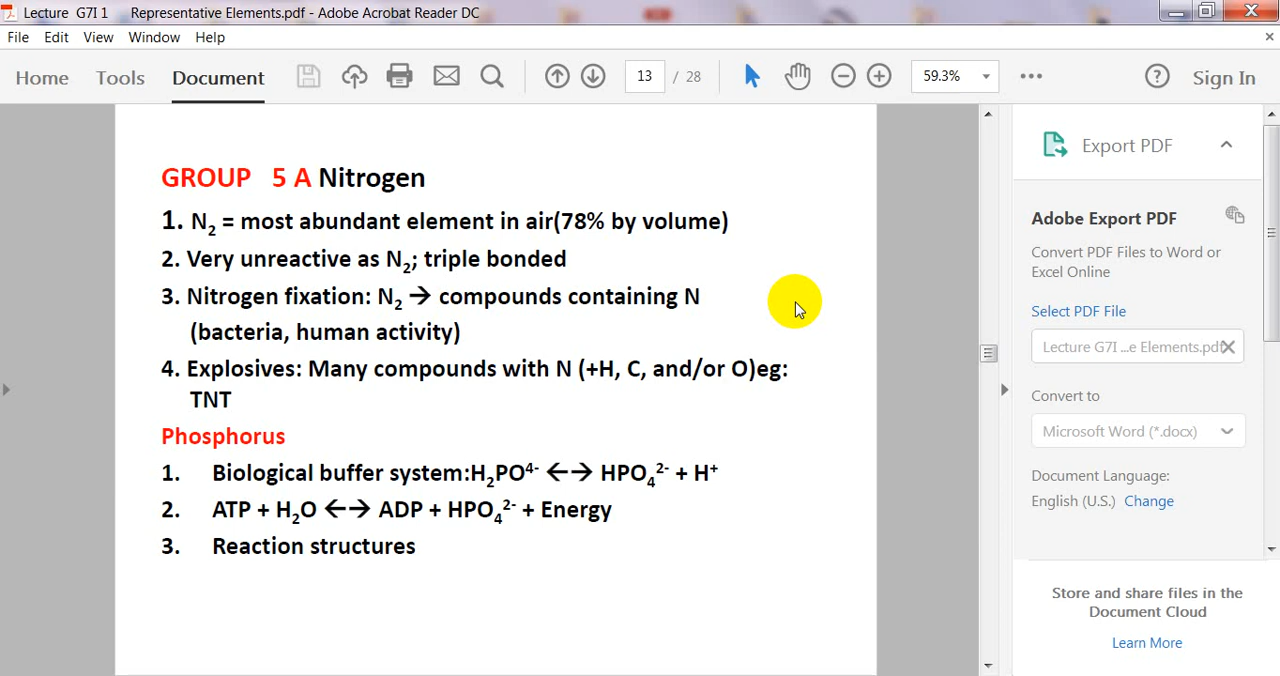 Lecture G7I 1 Representative Elements.pdf - Adobe Acrobat Reader DC
File Edit View Window Help
Home Tools Document 13 / 28 59.3% Sign In
GROUP 5 A Nitrogen
1. N₂ = most abundant element in air(78% by volume)
2. Very unreactive as N₂; triple bonded
3. Nitrogen fixation: N₂ → compounds containing N
(bacteria, human activity)
4. Explosives: Many compounds with N (+H, C, and/or O)eg:
TNT
Phosphorus
1. Biological buffer system:H₂PO⁴⁻ ←→ HPO₄²⁻ + H⁺
2. ATP + H₂O ←→ ADP + HPO₄²⁻ + Energy
3. Reaction structures
Export PDF
Adobe Export PDF
Convert PDF Files to Word or
Excel Online
Select PDF File
Lecture G7I ...e Elements.pdf
Convert to
Microsoft Word (*.docx)
Document Language:
English (U.S.) Change
Store and share files in the
Document Cloud
Learn More